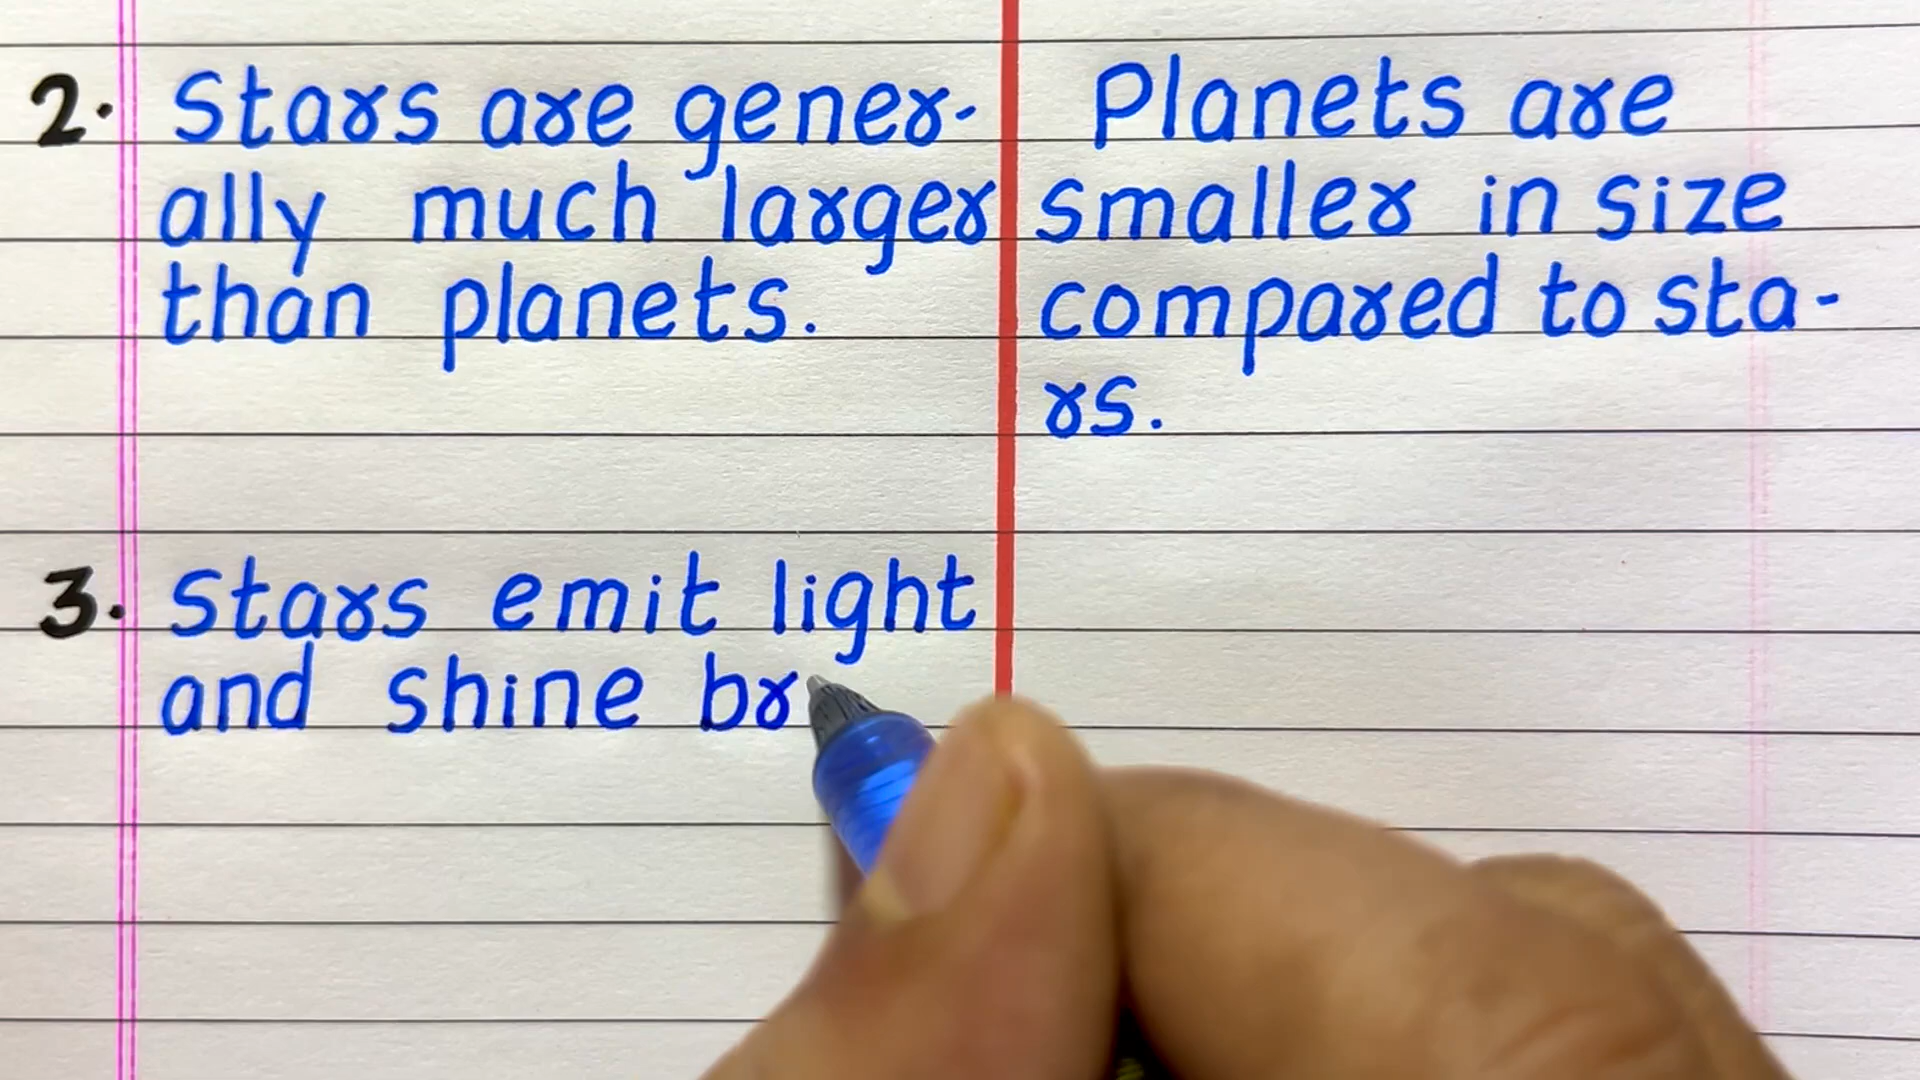 2. Stars are gener-
ally much larger
than planets.
Planets are
smaller in size
compared to sta-
rs.
3. Stars emit light
and shine br